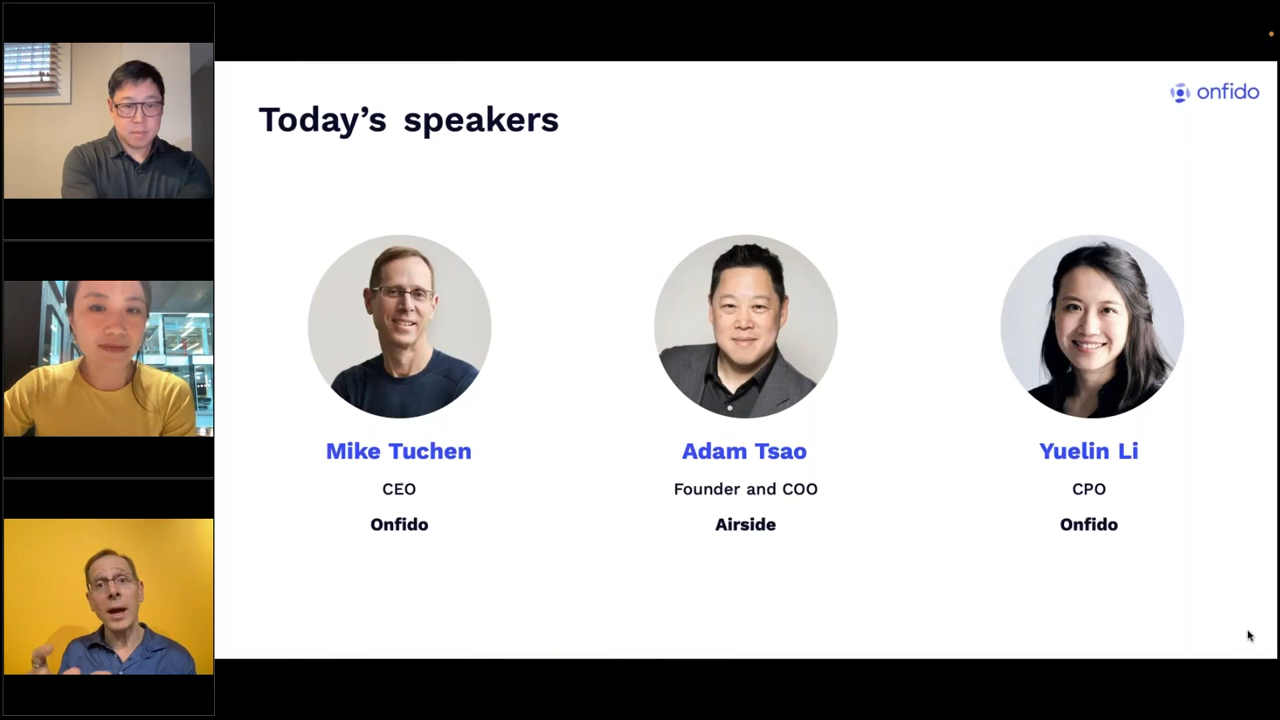 onfido
Today's speakers
Mike Tuchen
CEO
Onfido
Adam Tsao
Founder and COO
Airside
Yuelin Li
CPO
Onfido